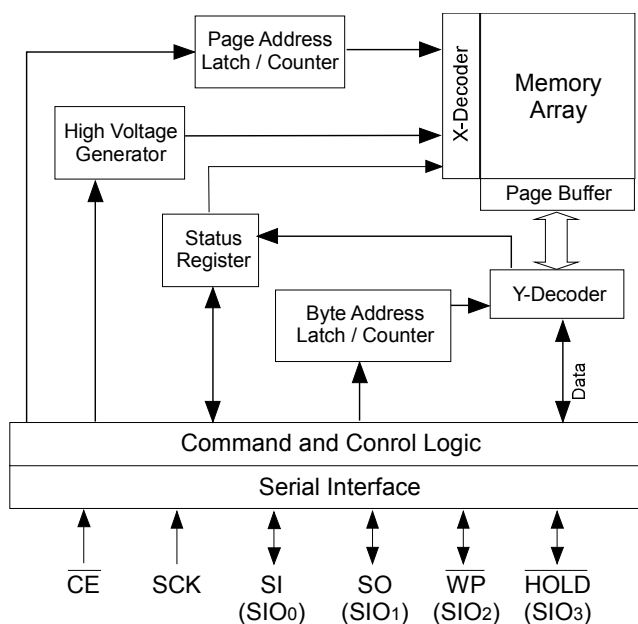 Page Address
Latch / Counter
X-Decoder
Memory
Array
High Voltage
Generator
Page Buffer
Status
Register
Y-Decoder
Byte Address
Latch / Counter
Data
Command and Conrol Logic
Serial Interface
CE
SCK
SI
(SIO0)
SO
(SIO1)
WP
(SIO2)
HOLD
(SIO3)